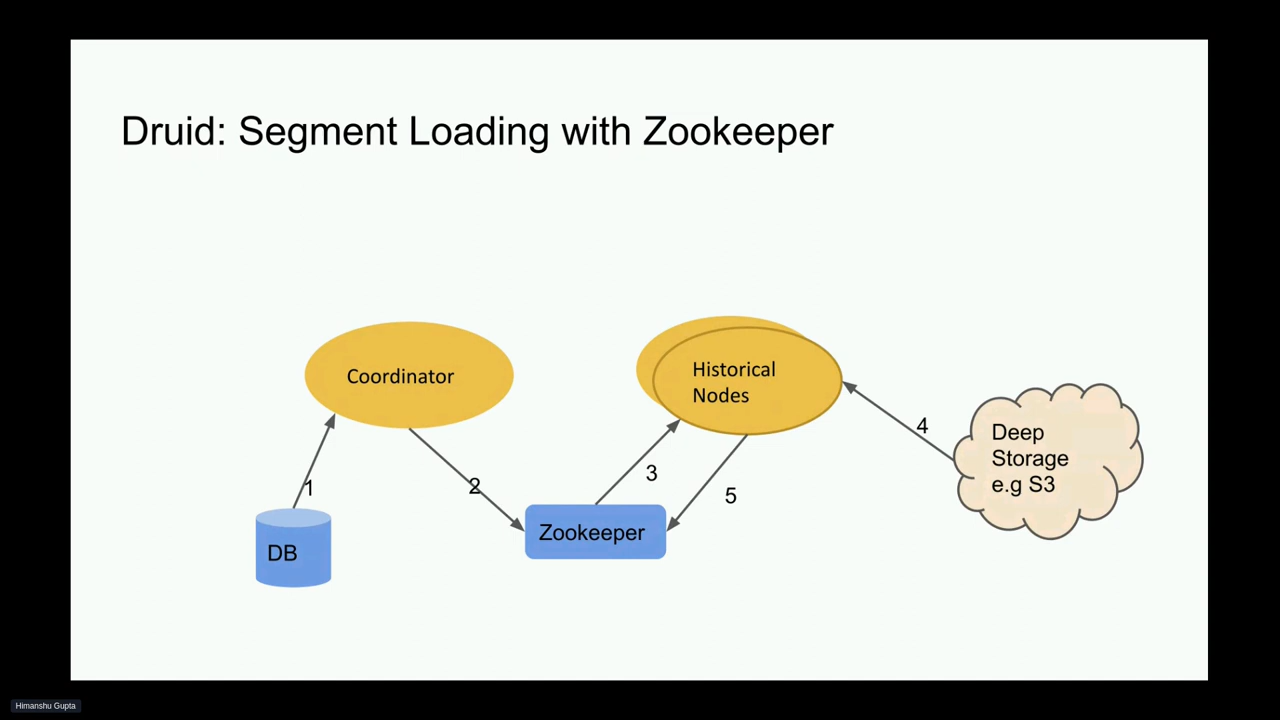 Druid: Segment Loading with Zookeeper
Coordinator
Historical
Nodes
Deep
Storage
e.g S3
4
3
1
2
5
Zookeeper
DB
Himanshu Gupta